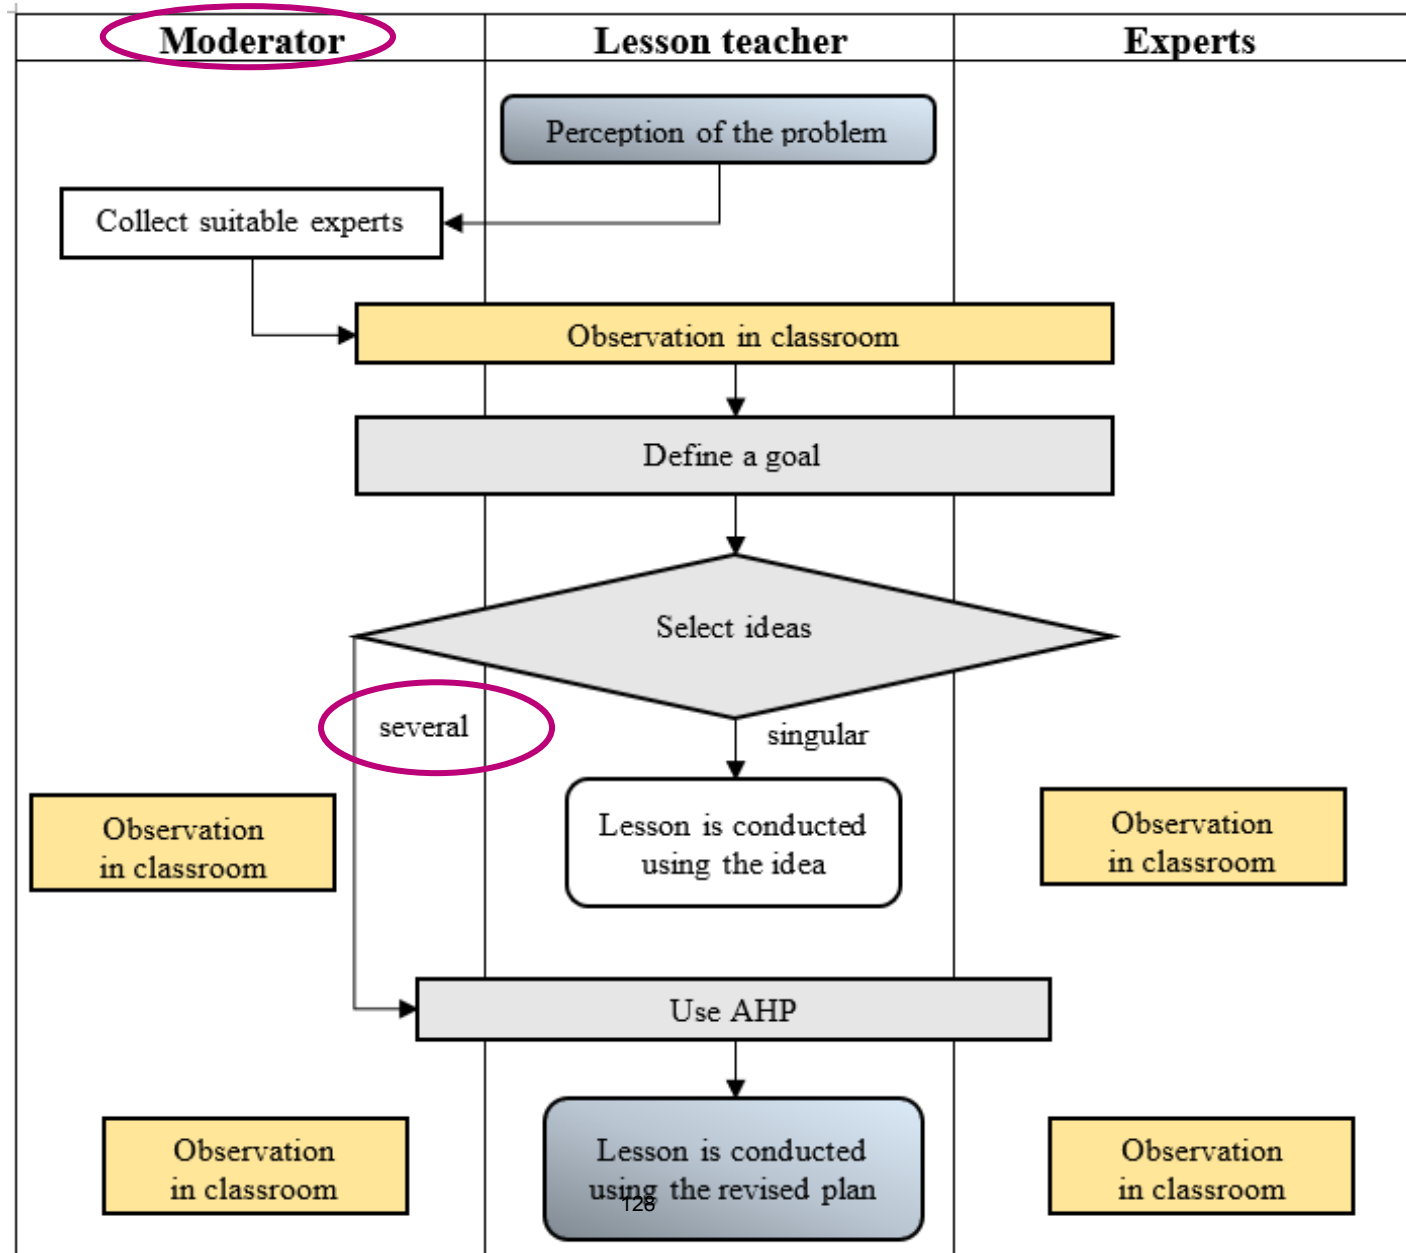 Moderator
Lesson teacher
Experts
Perception of the problem
Collect suitable experts
Observation in classroom
Define a goal
Select ideas
several
singular
Observation
in classroom
Lesson is conducted
using the idea
Observation
in classroom
Use AHP
Observation
in classroom
Lesson is conducted
using the revised plan
128
Observation
in classroom